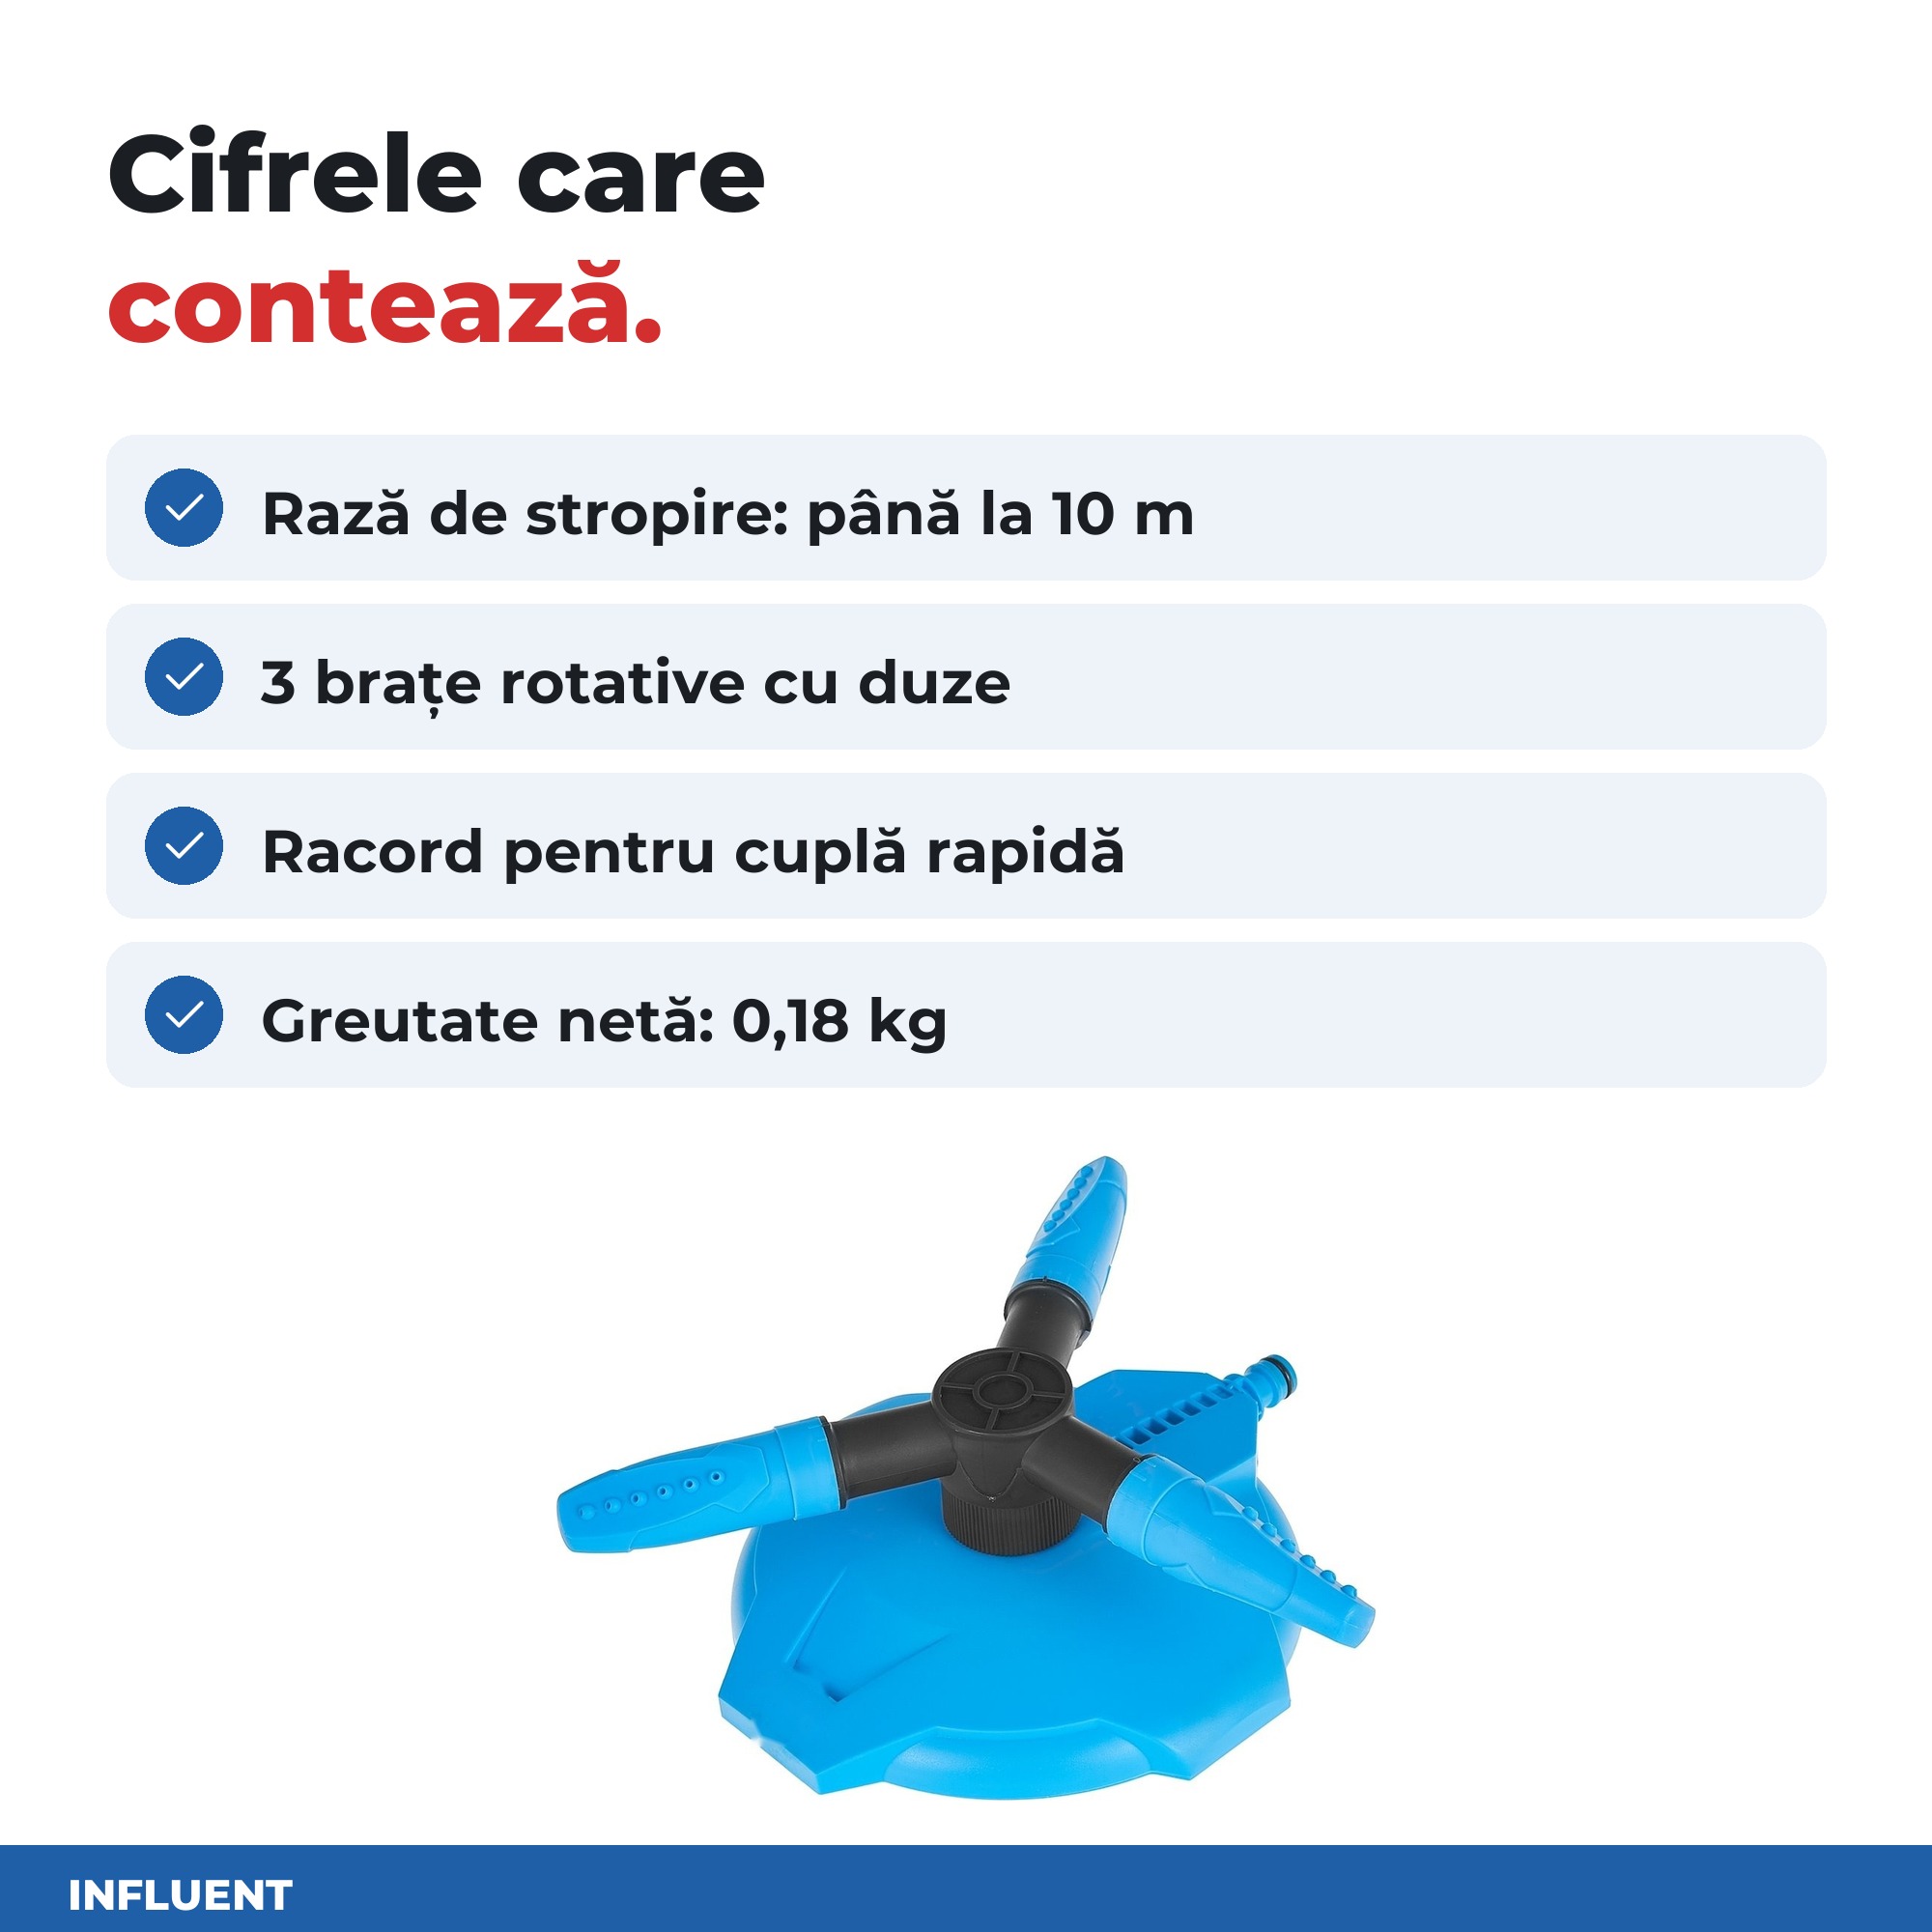 Cifrele care
contează.
Rază de stropire: până la 10 m
3 brațe rotative cu duze
Racord pentru cuplă rapidă
Greutate netă: 0,18 kg
INFLUENT